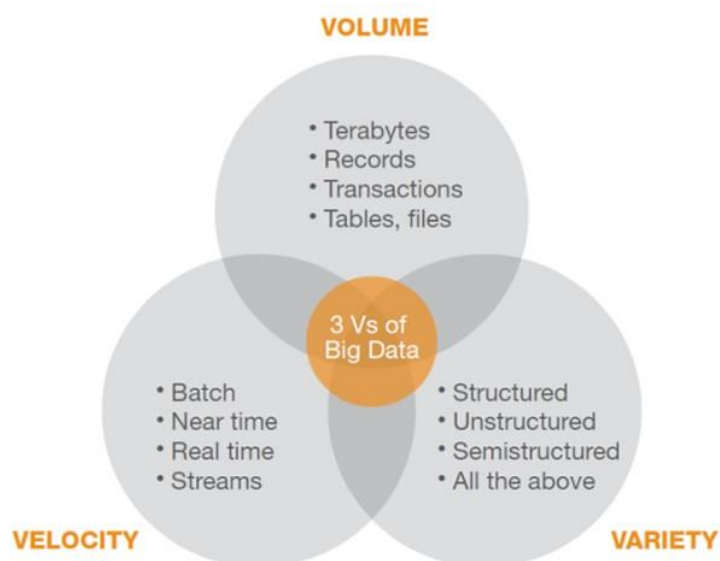 VOLUME
• Terabytes
• Records
• Transactions
• Tables, files
3 Vs of
Big Data
• Batch
• Near time
• Real time
• Streams
• Structured
• Unstructured
• Semistructured
• All the above
VELOCITY
VARIETY